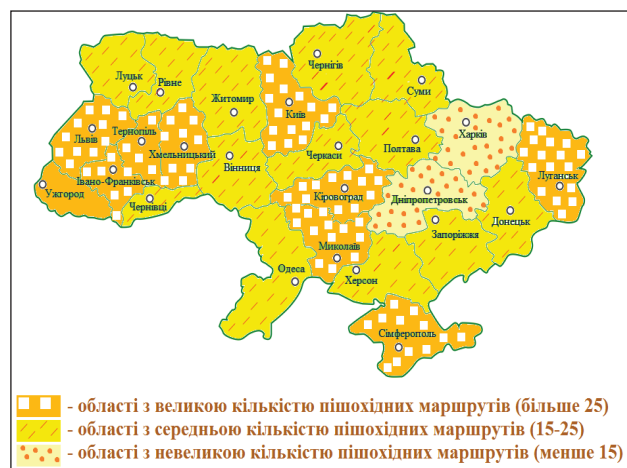 Чернігів
Луцьк
Рівне
Суми
Житомир
Київ
Харків
Львів
Тернопіль
Хмельницький
Черкаси
Полтава
Вінниця
Луганськ
Івано-Франківськ
Ужгород
Кіровоград
Дніпропетровськ
Чернівці
Донецьк
Запоріжжя
Миколаїв
Одеса
Херсон
Сімферополь
- області з великою кількістю пішохідних маршрутів (більше 25)
- області з середньою кількістю пішохідних маршрутів (15-25)
- області з невеликою кількістю пішохідних маршрутів (менше 15)